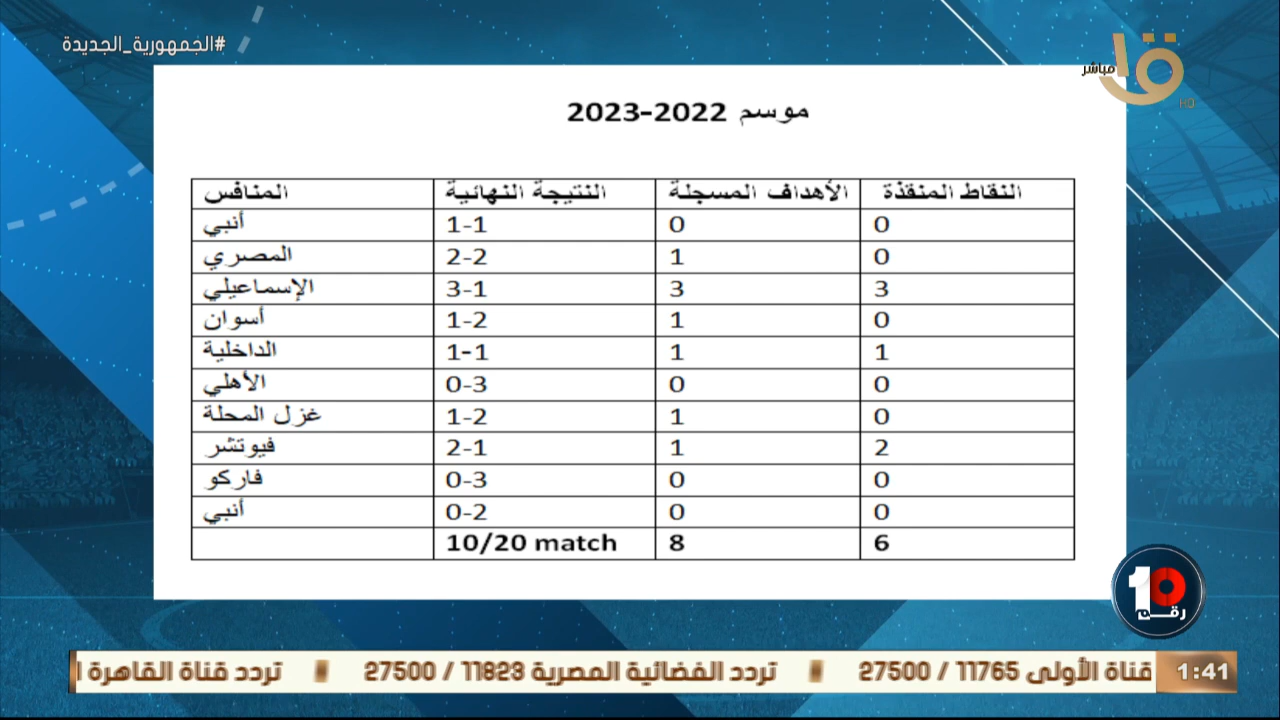 #الجمهورية_الجديدة
مباشر
HD
موسم 2022-2023
المنافس النتيجة النهائية الأهداف المسجلة النقاط المنقذة
أنبي 1-1 0 0
المصري 2-2 1 0
الإسماعيلي 3-1 3 3
أسوان 1-2 1 0
الداخلية 1-1 1 1
الأهلي 0-3 0 0
غزل المحلة 1-2 1 0
فيوتشر 2-1 1 2
فاركو 0-3 0 0
أنبي 0-2 0 0
10/20 match 8 6
رقم 10
1:41 قناة الأولى 11765 / 27500 تردد الفضائية المصرية 11823 / 27500 تردد قناة القاهرة